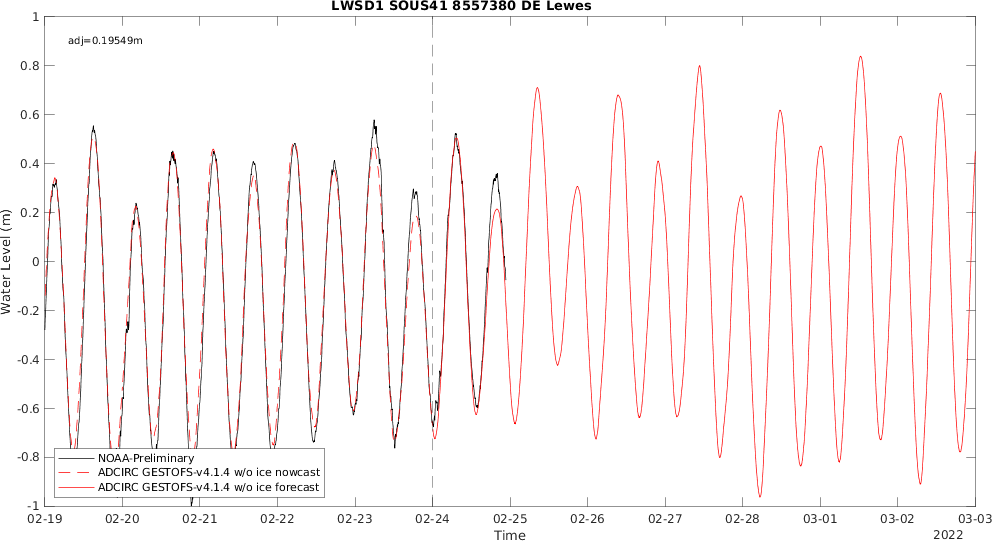 LWSD1 SOUS41 8557380 DE Lewes
adj=0.19549m
1
0.8
0.6
0.4
0.2
0
-0.2
-0.4
-0.6
-0.8
-1
Water Level (m)
NOAA-Preliminary
ADCIRC GESTOFS-v4.1.4 w/o ice nowcast
ADCIRC GESTOFS-v4.1.4 w/o ice forecast
02-19 02-20 02-21 02-22 02-23 02-24 02-25 02-26 02-27 02-28 03-01 03-02 03-03
Time
2022